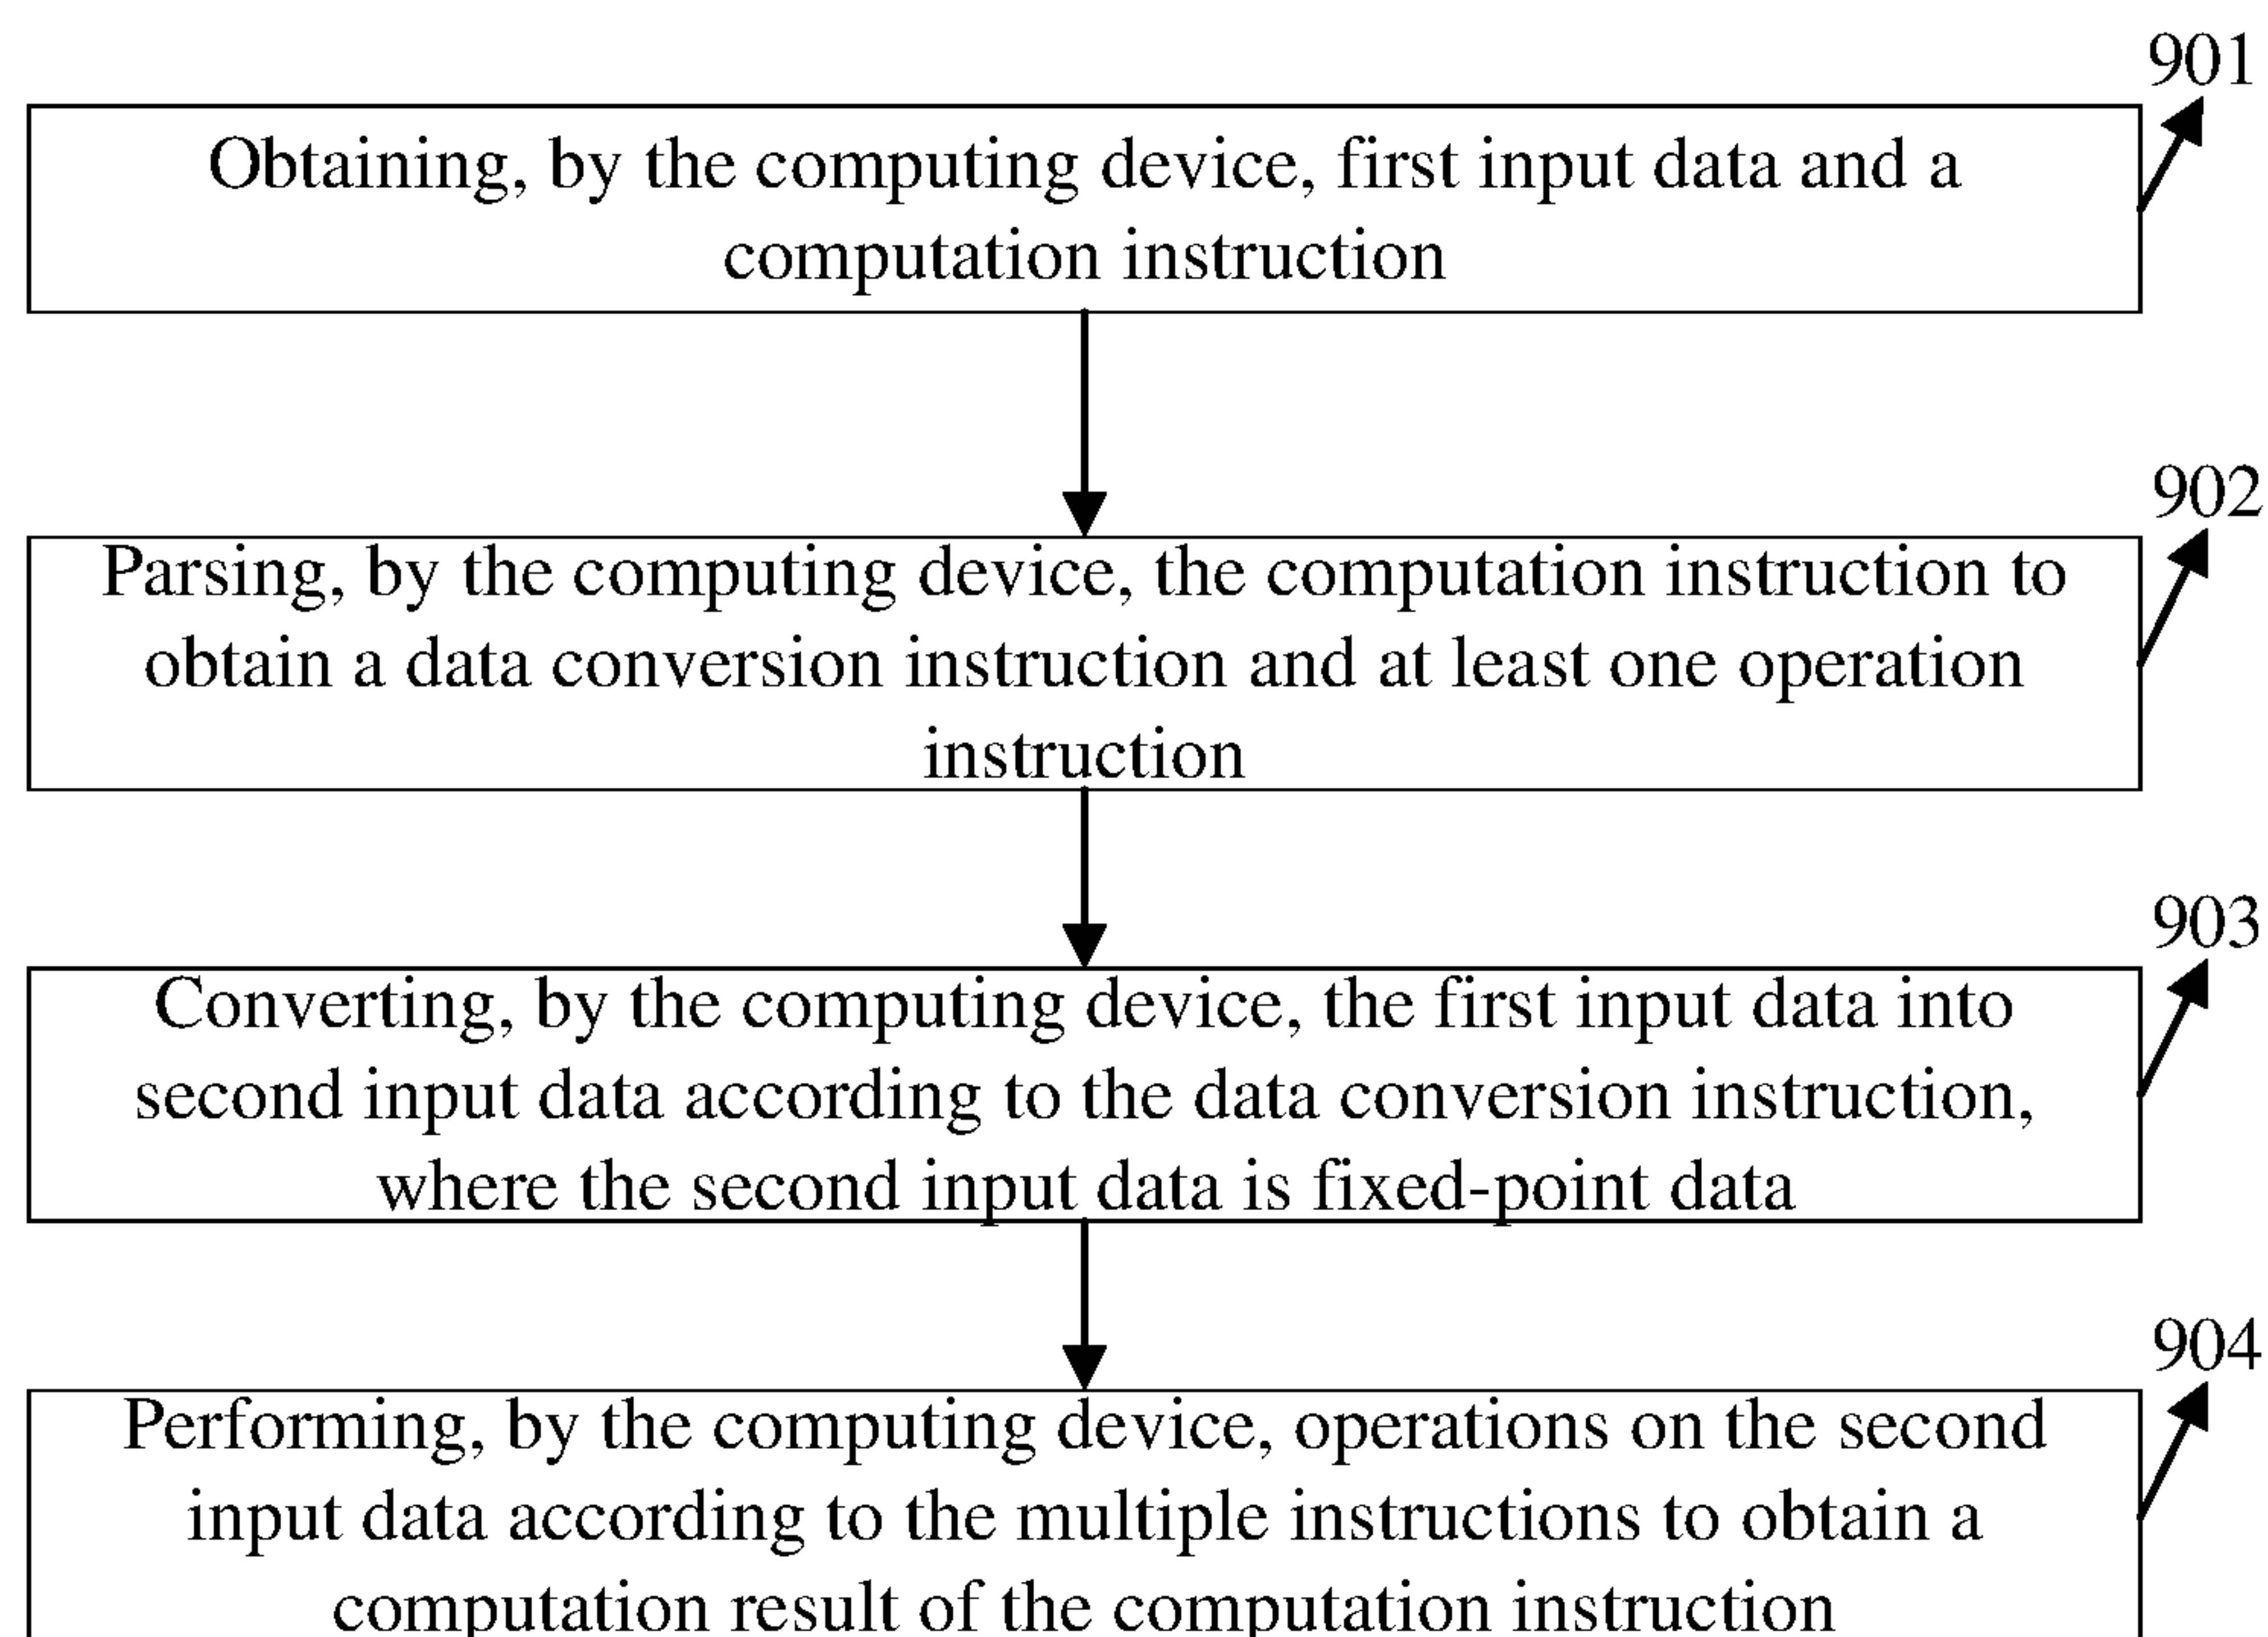 901
Obtaining, by the computing device, first input data and a
computation instruction
902
Parsing, by the computing device, the computation instruction to
obtain a data conversion instruction and at least one operation
instruction
903
Converting, by the computing device, the first input data into
second input data according to the data conversion instruction,
where the second input data is fixed-point data
904
Performing, by the computing device, operations on the second
input data according to the multiple instructions to obtain a
computation result of the computation instruction